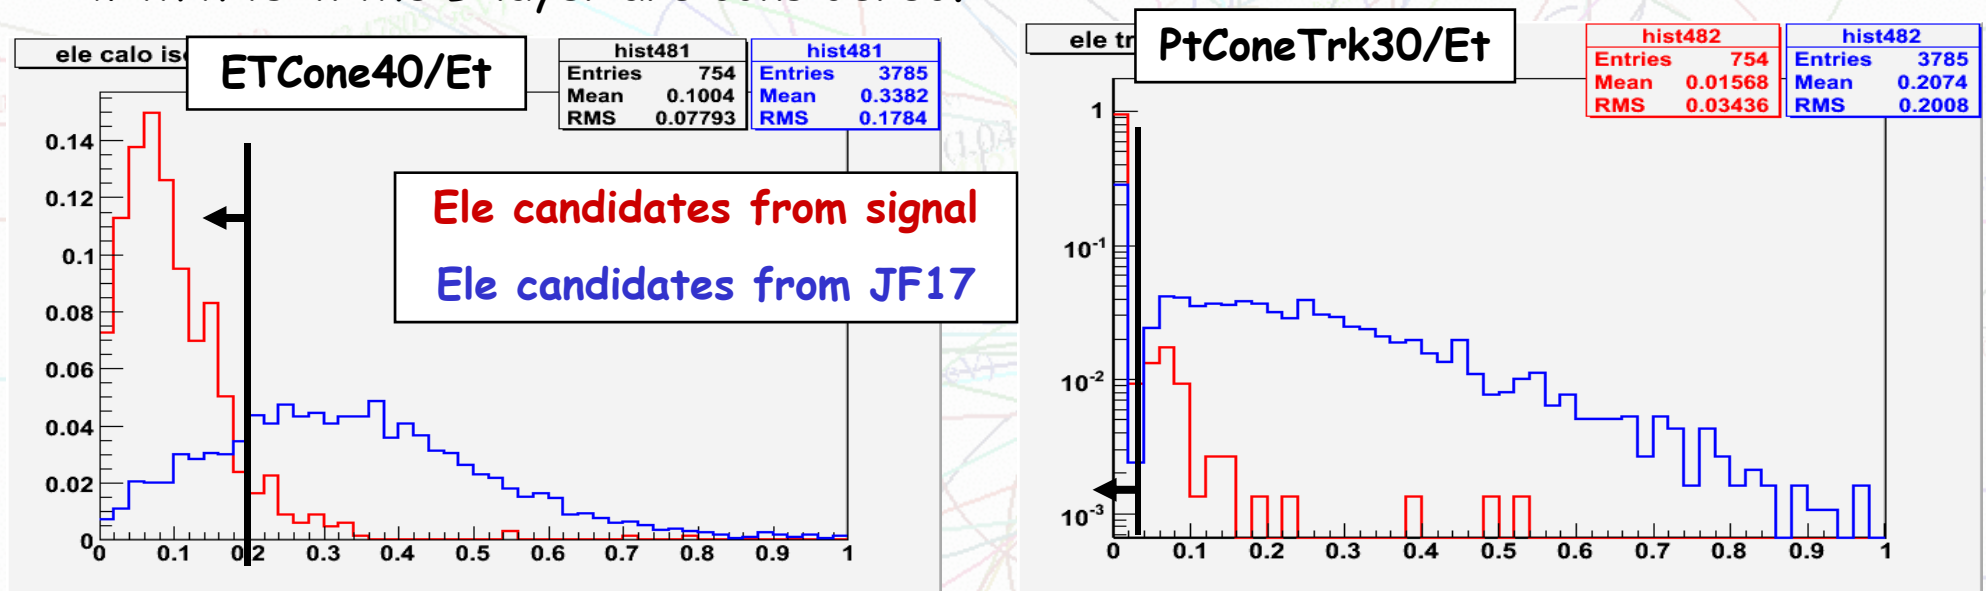 ele calo iso
ETCone40/Et
hist481
Entries 754
Mean 0.1004
RMS 0.07793
hist481
Entries 3785
Mean 0.3382
RMS 0.1784
0.14
0.12
0.1
0.08
0.06
0.04
0.02
0
0 0.1 0.2 0.3 0.4 0.5 0.6 0.7 0.8 0.9 1
Ele candidates from signal
Ele candidates from JF17
ele tr
PtConeTrk30/Et
hist482
Entries 754
Mean 0.01568
RMS 0.03436
hist482
Entries 3785
Mean 0.2074
RMS 0.2008
1
10-1
10-2
10-3
0 0.1 0.2 0.3 0.4 0.5 0.6 0.7 0.8 0.9 1